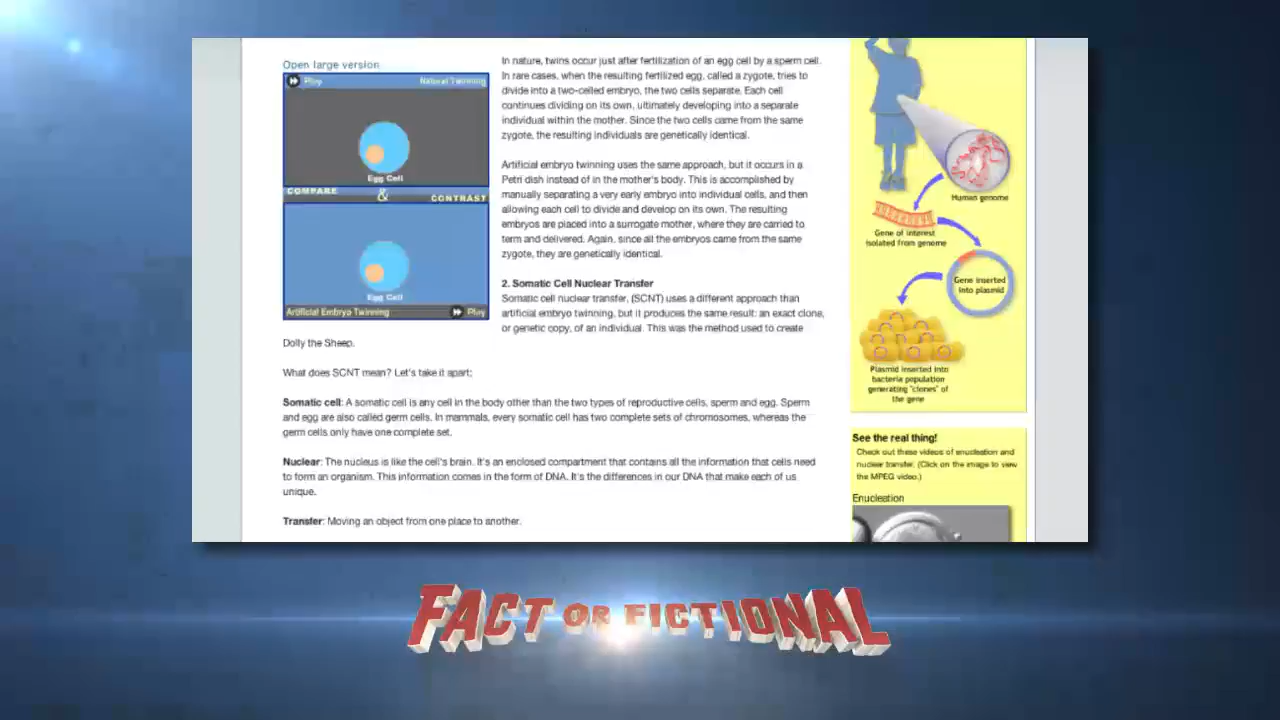 Open large version
Play Natural Twinning
Egg Cell
COMPARE & CONTRAST
Egg Cell
Artificial Embryo Twinning Play
In nature, twins occur just after fertilization of an egg cell by a sperm cell.
In rare cases, when the resulting fertilized egg, called a zygote, tries to
divide into a two-celled embryo, the two cells separate. Each cell
continues dividing on its own, ultimately developing into a separate
individual within the mother. Since the two cells came from the same
zygote, the resulting individuals are genetically identical.
Artificial embryo twinning uses the same approach, but it occurs in a
Petri dish instead of in the mother's body. This is accomplished by
manually separating a very early embryo into individual cells, and then
allowing each cell to divide and develop on its own. The resulting
embryos are placed into a surrogate mother, where they are carried to
term and delivered. Again, since all the embryos came from the same
zygote, they are genetically identical.
2. Somatic Cell Nuclear Transfer
Somatic cell nuclear transfer, (SCNT) uses a different approach than
artificial embryo twinning, but it produces the same result: an exact clone,
or genetic copy, of an individual. This was the method used to create
Dolly the Sheep.
What does SCNT mean? Let's take it apart:
Somatic cell: A somatic cell is any cell in the body other than the two types of reproductive cells, sperm and egg. Sperm
and egg are also called germ cells. In mammals, every somatic cell has two complete sets of chromosomes, whereas the
germ cells only have one complete set.
Nuclear: The nucleus is like the cell's brain. It's an enclosed compartment that contains all the information that cells need
to form an organism. This information comes in the form of DNA. It's the differences in our DNA that make each of us
unique.
Transfer: Moving an object from one place to another.
Human genome
Gene of interest
isolated from genome
Gene inserted
into plasmid
Plasmid inserted into
bacteria population
generating "clones" of
the gene
See the real thing!
Check out these videos of enucleation and
nuclear transfer. (Click on the image to view
the MPEG video.)
Enucleation
FACT OR FICTIONAL